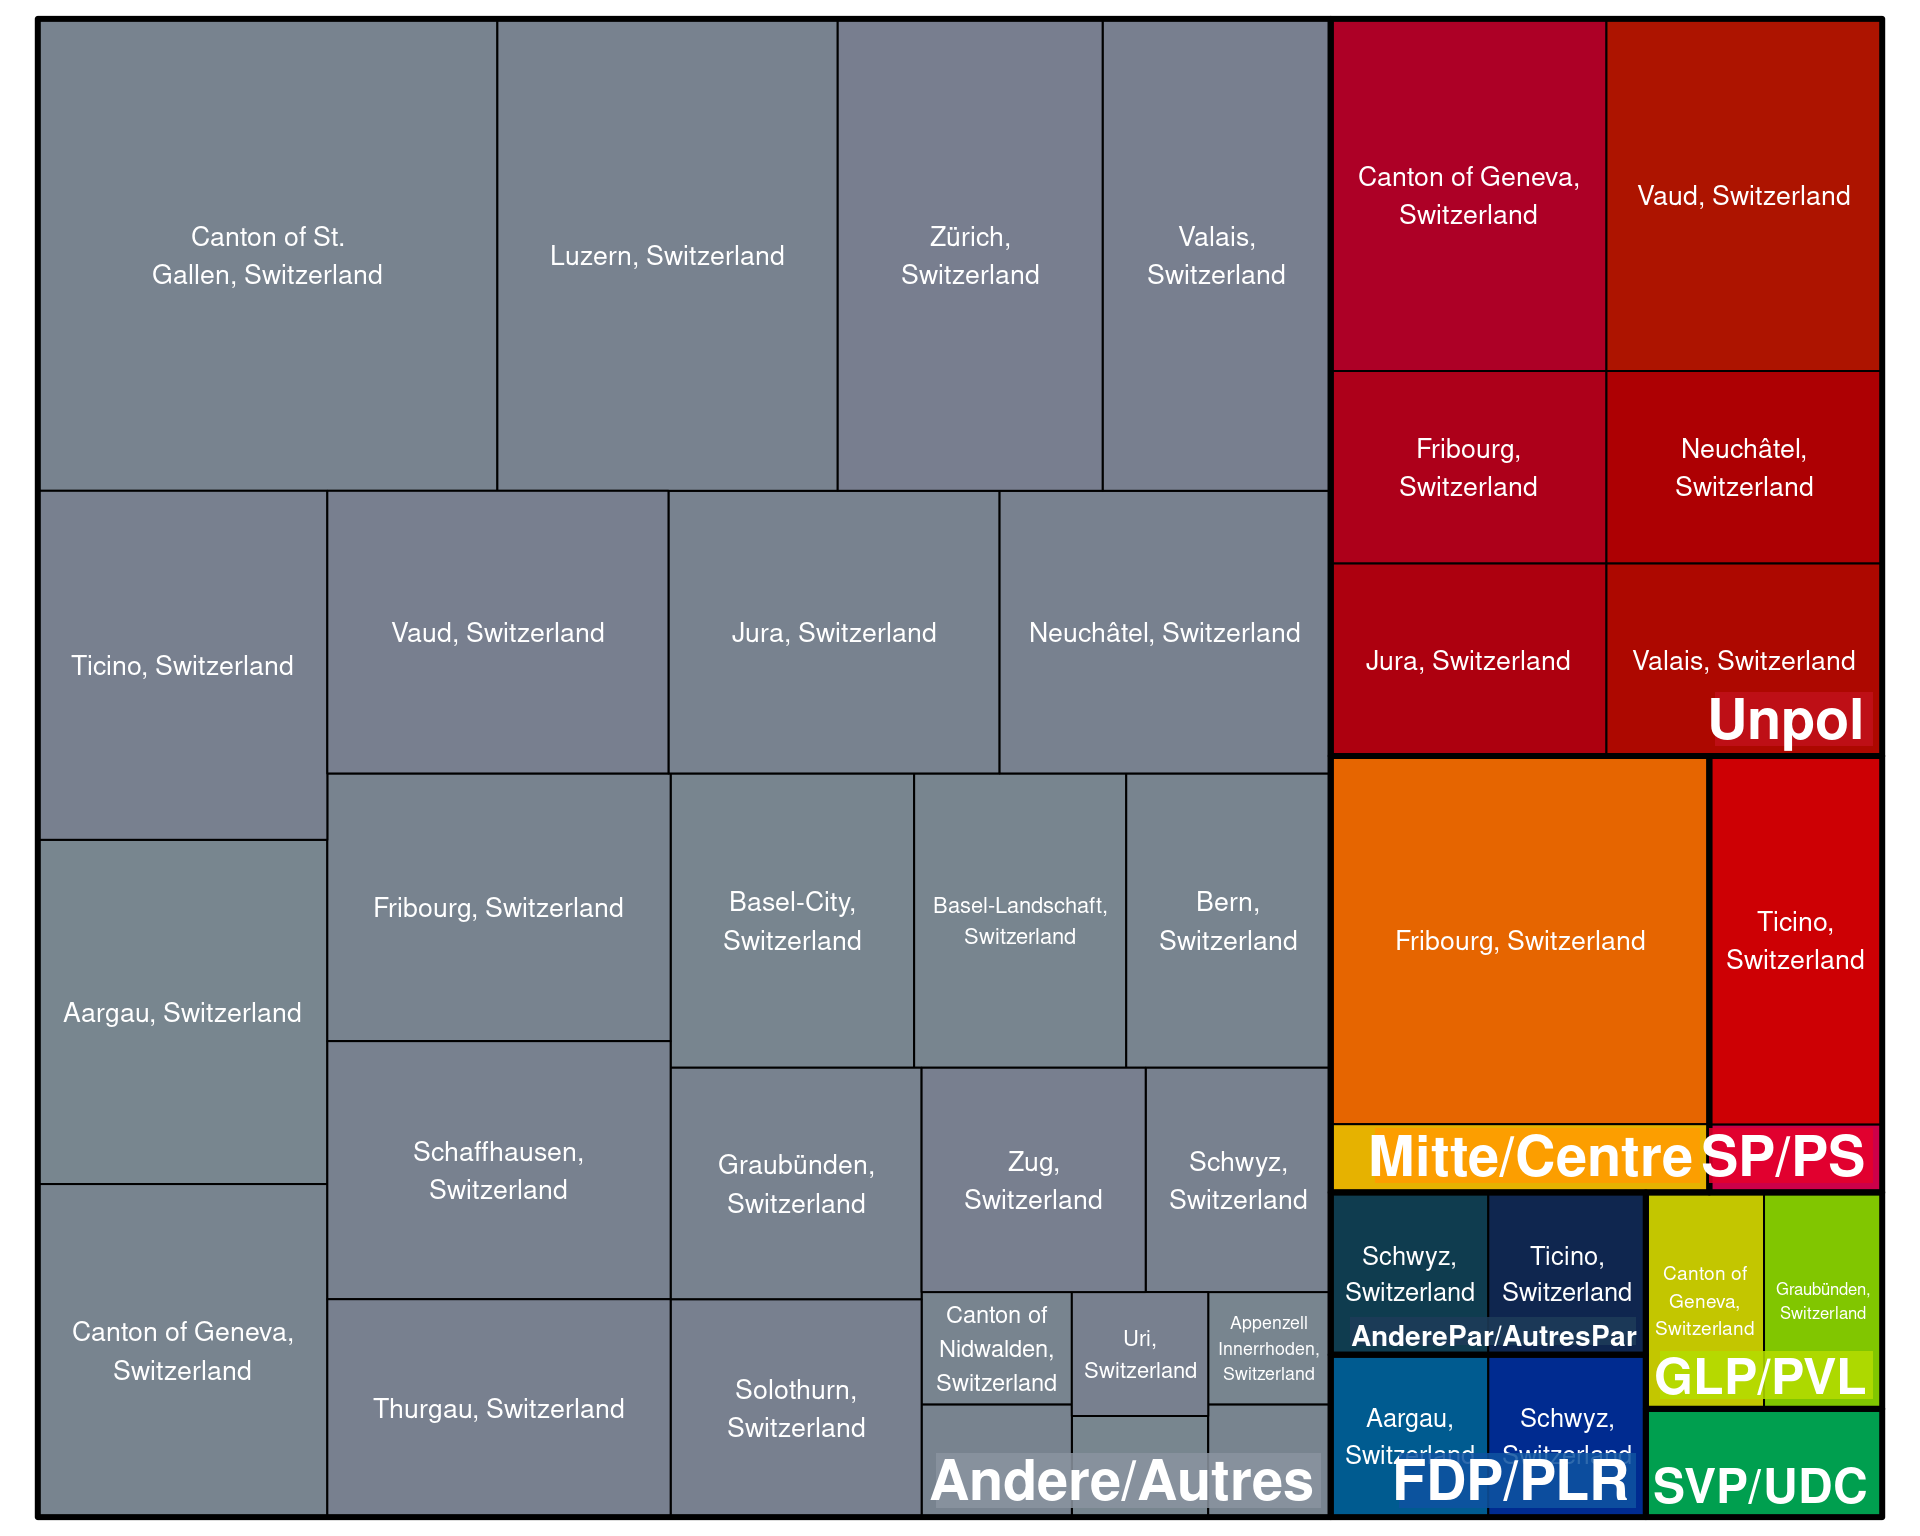 Canton of St.
Gallen, Switzerland
Luzern, Switzerland
Zürich,
Switzerland
Valais,
Switzerland
Ticino, Switzerland
Vaud, Switzerland
Jura, Switzerland
Neuchâtel, Switzerland
Aargau, Switzerland
Fribourg, Switzerland
Basel-City,
Switzerland
Basel-Landschaft,
Switzerland
Bern,
Switzerland
Schaffhausen,
Switzerland
Graubünden,
Switzerland
Zug,
Switzerland
Schwyz,
Switzerland
Canton of Geneva,
Switzerland
Thurgau, Switzerland
Solothurn,
Switzerland
Canton of
Nidwalden,
Switzerland
Uri,
Switzerland
Appenzell
Innerrhoden,
Switzerland
Andere/Autres
Canton of Geneva,
Switzerland
Vaud, Switzerland
Fribourg,
Switzerland
Neuchâtel,
Switzerland
Jura, Switzerland
Valais, Switzerland
Unpol
Fribourg, Switzerland
Mitte/Centre
Ticino,
Switzerland
SP/PS
Schwyz,
Switzerland
Ticino,
Switzerland
AnderePar/AutresPar
Canton of
Geneva,
Switzerland
Graubünden,
Switzerland
GLP/PVL
Aargau,
Switzerland
Schwyz,
Switzerland
FDP/PLR
SVP/UDC